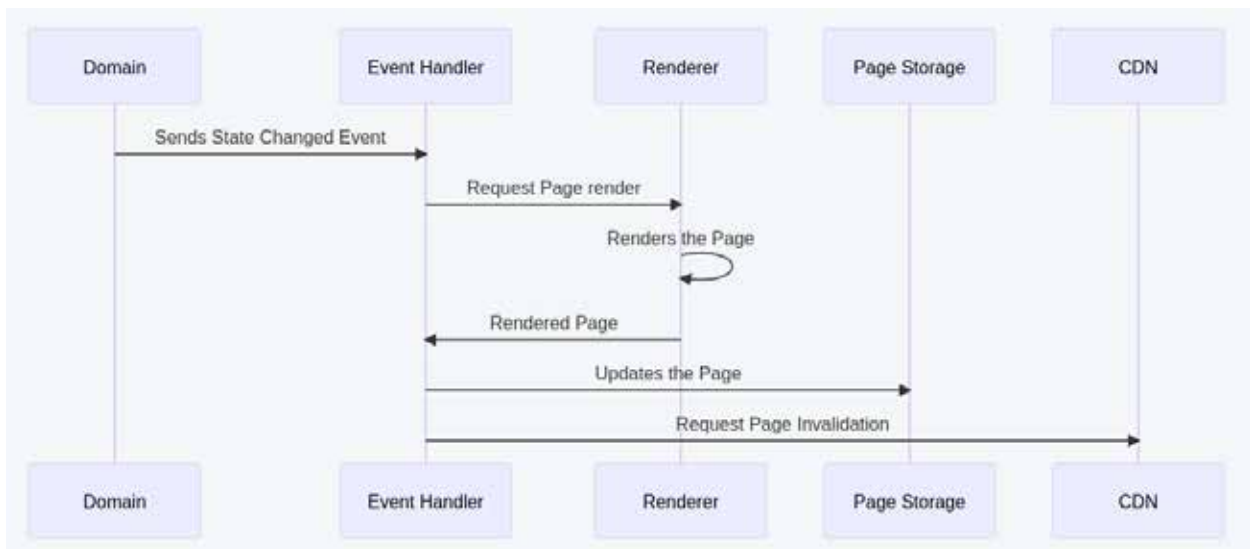 Domain
Event Handler
Renderer
Page Storage
CDN
Sends State Changed Event
Request Page render
Renders the Page
Rendered Page
Updates the Page
Request Page Invalidation
Domain
Event Handler
Renderer
Page Storage
CDN